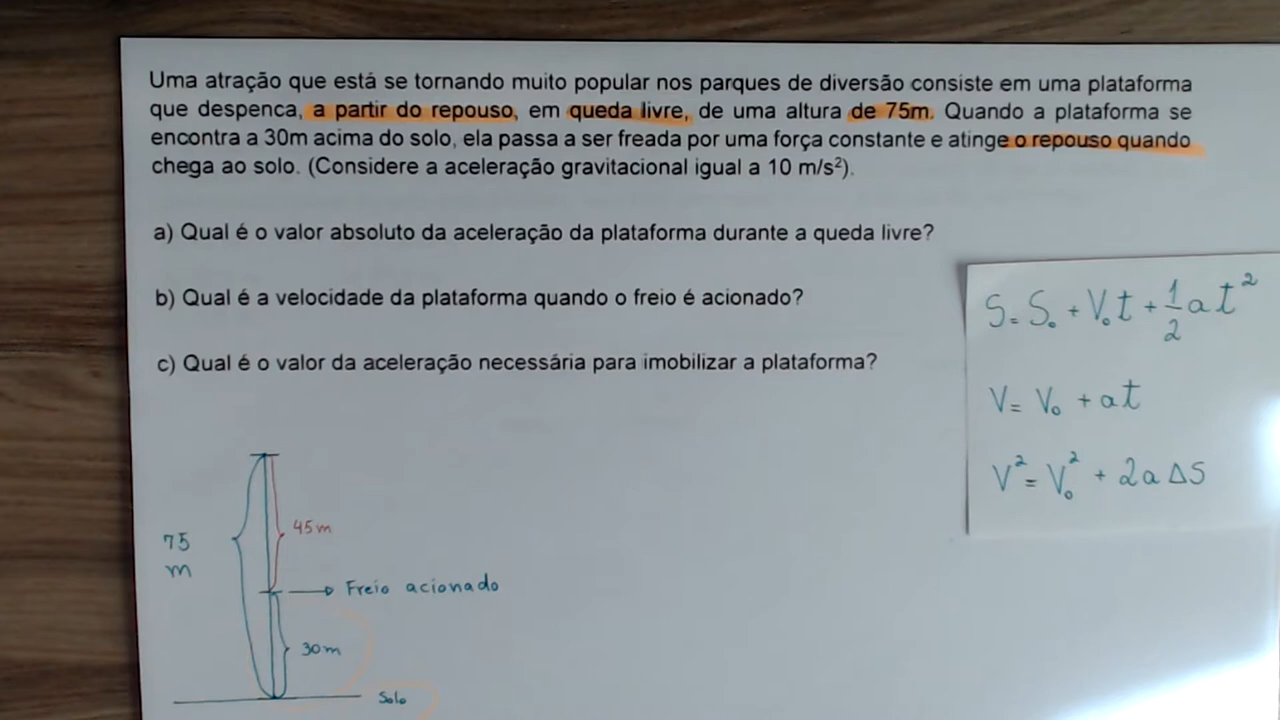 Uma atração que está se tornando muito popular nos parques de diversão consiste em uma plataforma
que despenca, a partir do repouso, em queda livre, de uma altura de 75m. Quando a plataforma se
encontra a 30m acima do solo, ela passa a ser freada por uma força constante e atinge o repouso quando
chega ao solo. (Considere a aceleração gravitacional igual a 10 m/s²).
a) Qual é o valor absoluto da aceleração da plataforma durante a queda livre?
b) Qual é a velocidade da plataforma quando o freio é acionado?
c) Qual é o valor da aceleração necessária para imobilizar a plataforma?
S = S₀ + V₀t + 1/2 at²
V = V₀ + at
V² = V₀² + 2a ΔS
75
m
45m
Freio acionado
30m
Solo